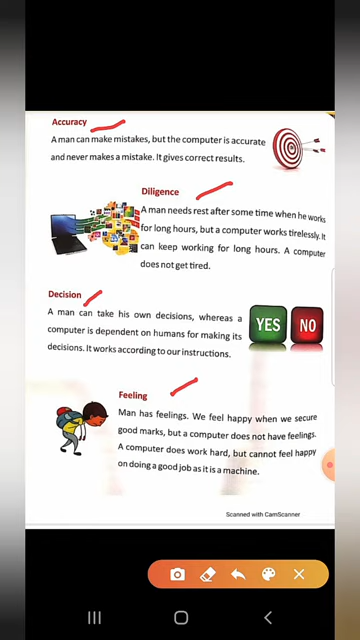 Accuracy
A man can make mistakes, but the computer is accurate
and never makes a mistake. It gives correct results.
Diligence
A man needs rest after some time when he works
for long hours, but a computer works tirelessly. It
can keep working for long hours. A computer
does not get tired.
Decision
A man can take his own decisions, whereas a
computer is dependent on humans for making its
decisions. It works according to our instructions.
YES NO
Feeling
Man has feelings. We feel happy when we secure
good marks, but a computer does not have feelings.
A computer does work hard, but cannot feel happy
on doing a good job as it is a machine.
Scanned with CamScanner